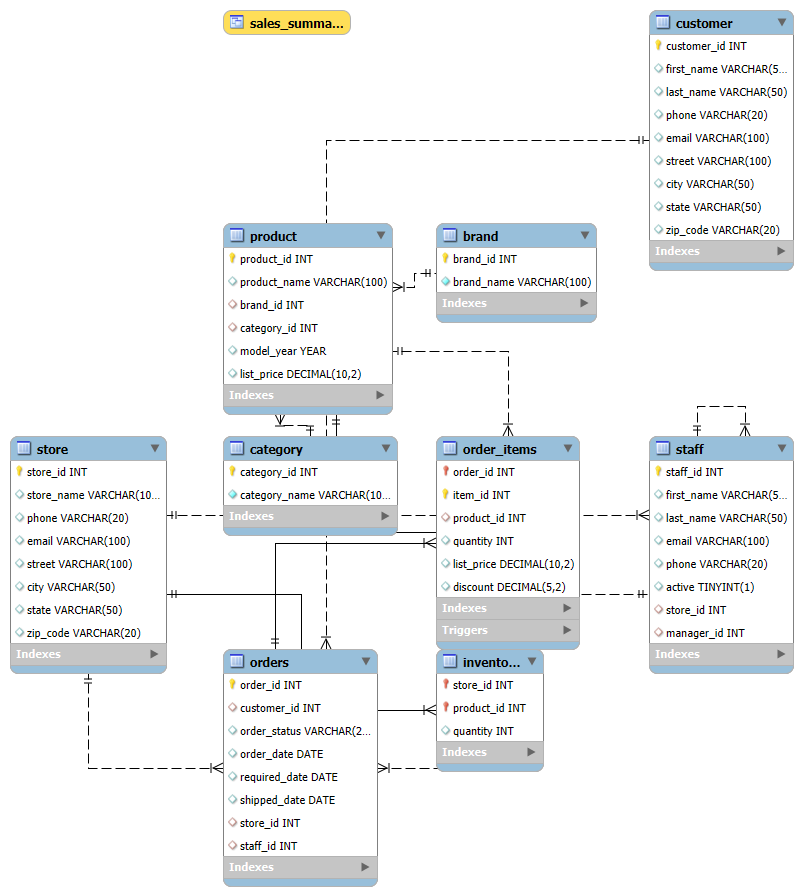 sales_summa...
customer
customer_id INT
first_name VARCHAR(5...
last_name VARCHAR(50)
phone VARCHAR(20)
email VARCHAR(100)
street VARCHAR(100)
city VARCHAR(50)
state VARCHAR(50)
zip_code VARCHAR(20)
Indexes
product
product_id INT
product_name VARCHAR(100)
brand_id INT
category_id INT
model_year YEAR
list_price DECIMAL(10,2)
Indexes
brand
brand_id INT
brand_name VARCHAR(100)
Indexes
store
store_id INT
store_name VARCHAR(10...
phone VARCHAR(20)
email VARCHAR(100)
street VARCHAR(100)
city VARCHAR(50)
state VARCHAR(50)
zip_code VARCHAR(20)
Indexes
category
category_id INT
category_name VARCHAR(10...
Indexes
order_items
order_id INT
item_id INT
product_id INT
quantity INT
list_price DECIMAL(10,2)
discount DECIMAL(5,2)
Indexes
Triggers
staff
staff_id INT
first_name VARCHAR(5...
last_name VARCHAR(50)
email VARCHAR(100)
phone VARCHAR(20)
active TINYINT(1)
store_id INT
manager_id INT
Indexes
orders
order_id INT
customer_id INT
order_status VARCHAR(2...
order_date DATE
required_date DATE
shipped_date DATE
store_id INT
staff_id INT
Indexes
invento...
store_id INT
product_id INT
quantity INT
Indexes